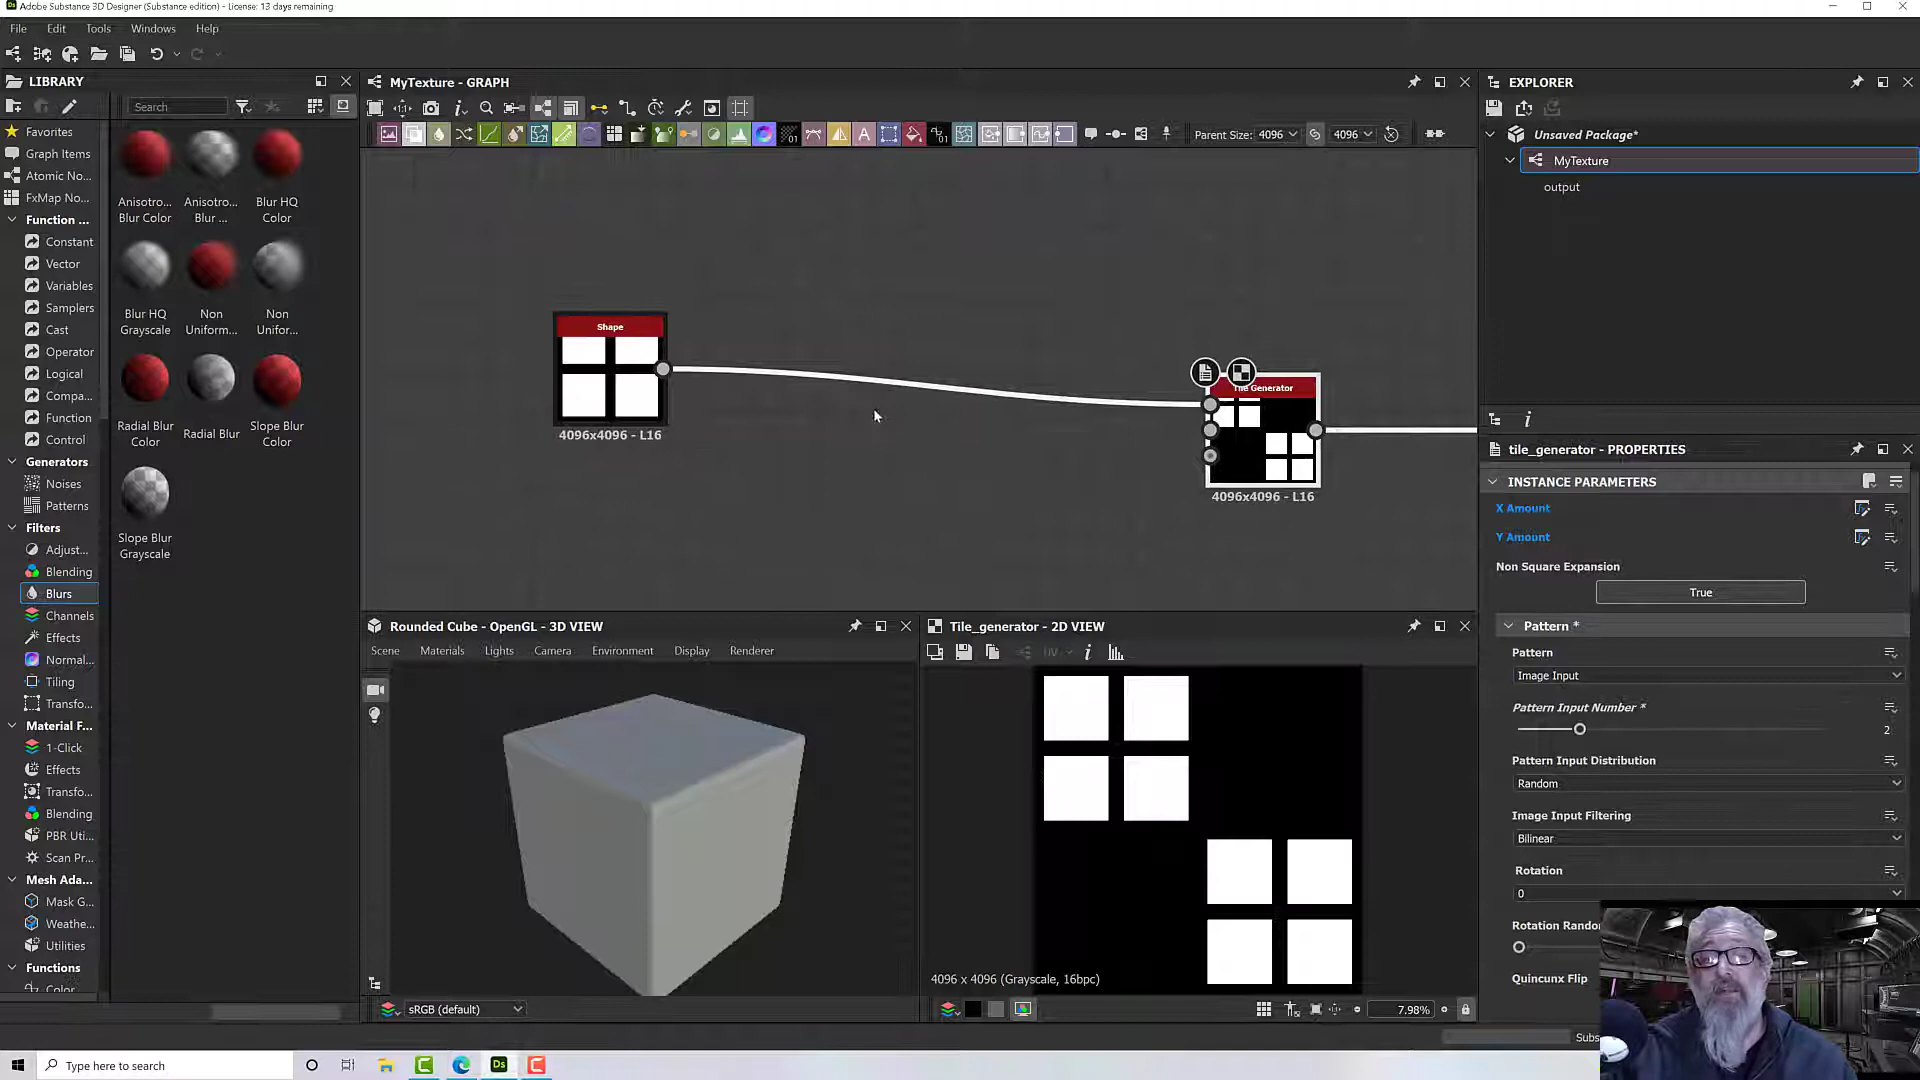 Adobe Substance 3D Designer (Substance edition) - License: 13 days remaining
File Edit Tools Windows Help
LIBRARY
Search
Favorites
Graph Items
Atomic No...
FxMap No...
Function ...
Constant
Vector
Variables
Samplers
Cast
Operator
Logical
Compa...
Function
Control
Generators
Noises
Patterns
Filters
Adjust...
Blending
Blurs
Channels
Effects
Normal...
Tiling
Transfo...
Material F...
1-Click
Effects
Transfo...
Blending
PBR Uti...
Scan Pr...
Mesh Ada...
Mask G...
Weathe...
Utilities
Functions
Color
Anisotro... Blur Color
Anisotro... Blur ...
Blur HQ Color
Blur HQ Grayscale
Non Uniform...
Non Unifor...
Radial Blur Color
Radial Blur
Slope Blur Color
Slope Blur Grayscale
MyTexture - GRAPH
Parent Size: 4096 4096
Shape
4096x4096 - L16
Tile Generator
4096x4096 - L16
Rounded Cube - OpenGL - 3D VIEW
Scene Materials Lights Camera Environment Display Renderer
sRGB (default)
Tile_generator - 2D VIEW
UV
4096 x 4096 (Grayscale, 16bpc)
7.98%
EXPLORER
Unsaved Package*
MyTexture
output
tile_generator - PROPERTIES
INSTANCE PARAMETERS
X Amount
Y Amount
Non Square Expansion
True
Pattern *
Pattern
Image Input
Pattern Input Number *
2
Pattern Input Distribution
Random
Image Input Filtering
Bilinear
Rotation
0
Rotation Rando
Quincunx Flip
Subs
Type here to search
Ds